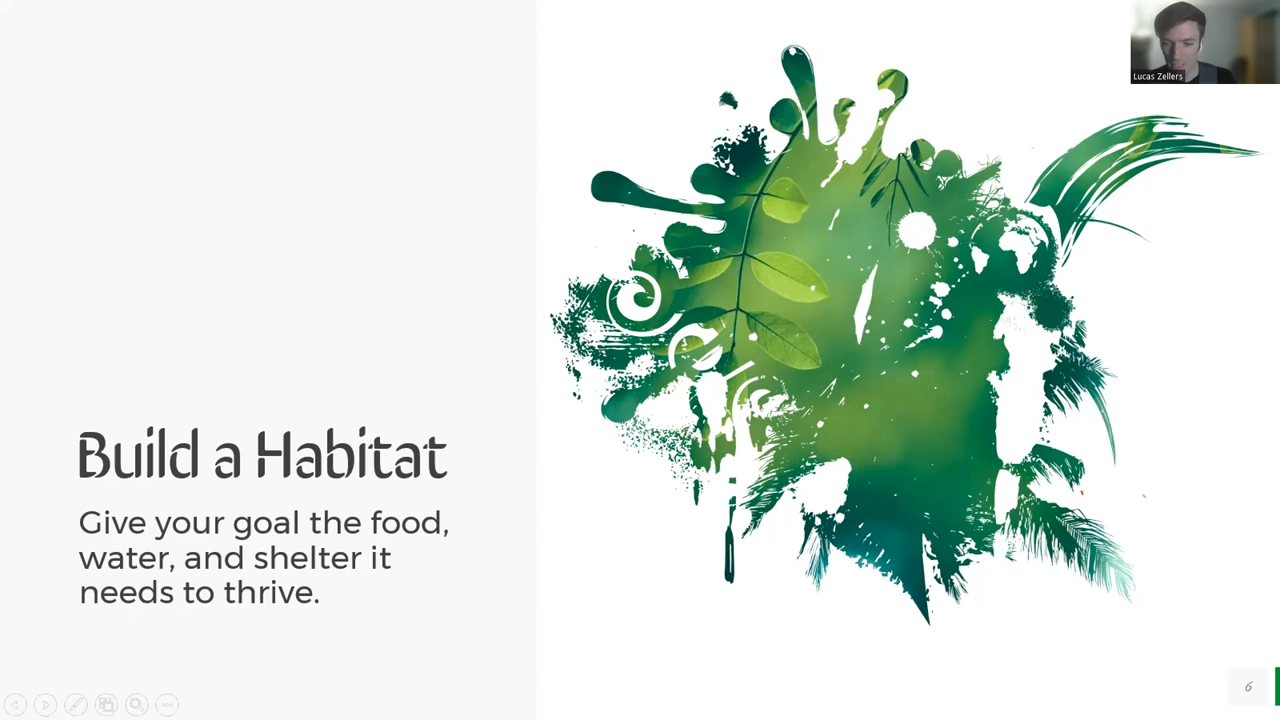 Lucas Zellers
Build a Habitat
Give your goal the food,
water, and shelter it
needs to thrive.
6